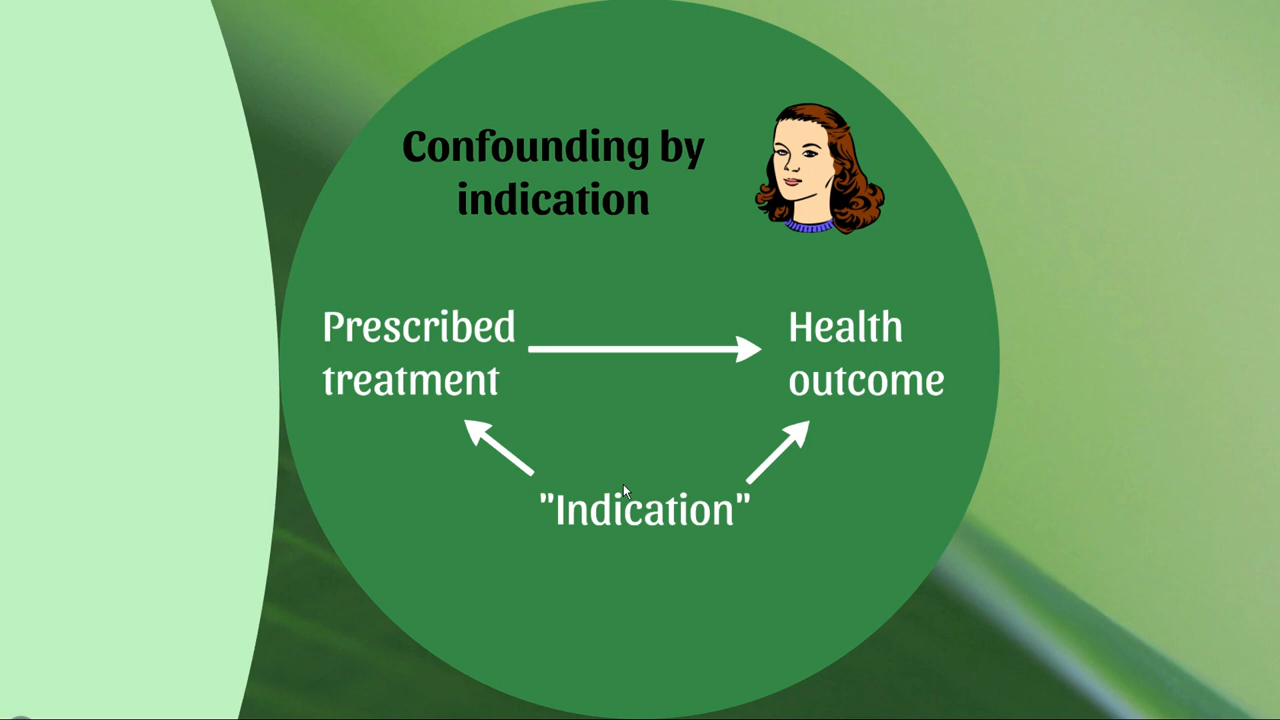 Confounding by
indication
Prescribed
treatment
Health
outcome
"Indication"